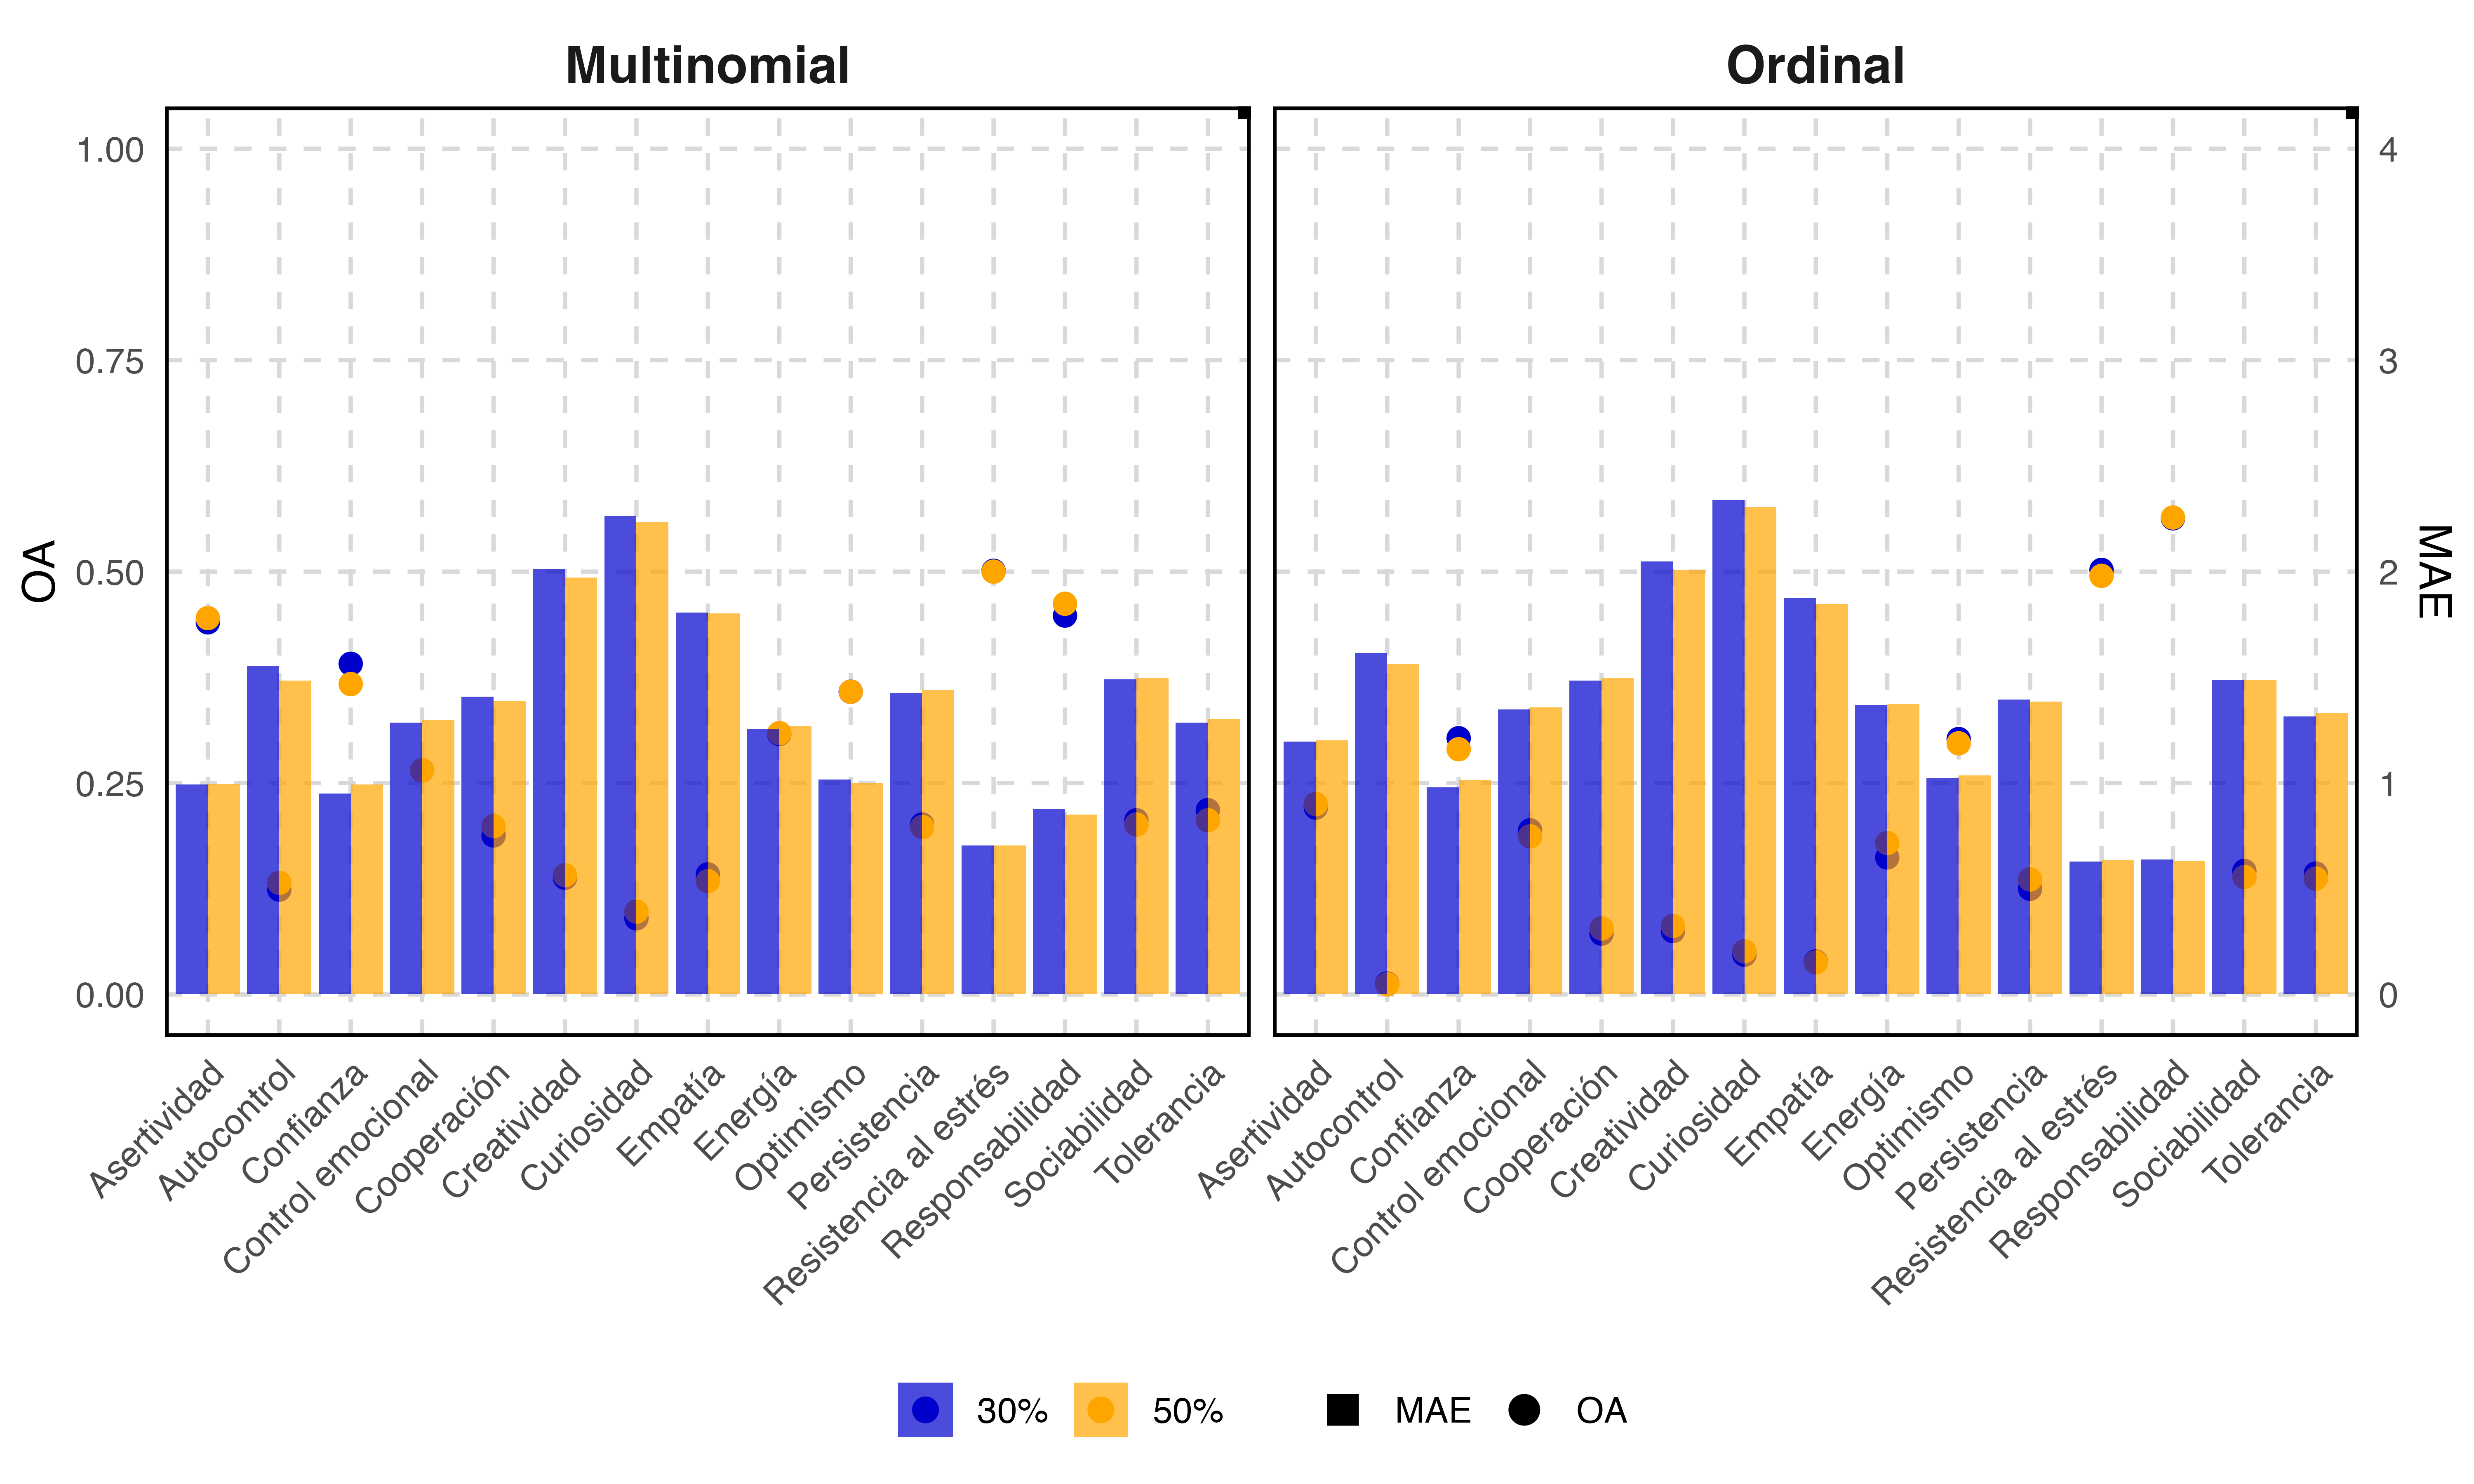 Multinomial
Ordinal
OA
1.00
0.75
0.50
0.25
0.00
4
3
2
1
0
MAE
Asertividad
Autocontrol
Confianza
Control emocional
Cooperación
Creatividad
Curiosidad
Empatía
Energía
Optimismo
Persistencia
Resistencia al estrés
Responsabilidad
Sociabilidad
Tolerancia
Asertividad
Autocontrol
Confianza
Control emocional
Cooperación
Creatividad
Curiosidad
Empatía
Energía
Optimismo
Persistencia
Resistencia al estrés
Responsabilidad
Sociabilidad
Tolerancia
30% 50% MAE OA